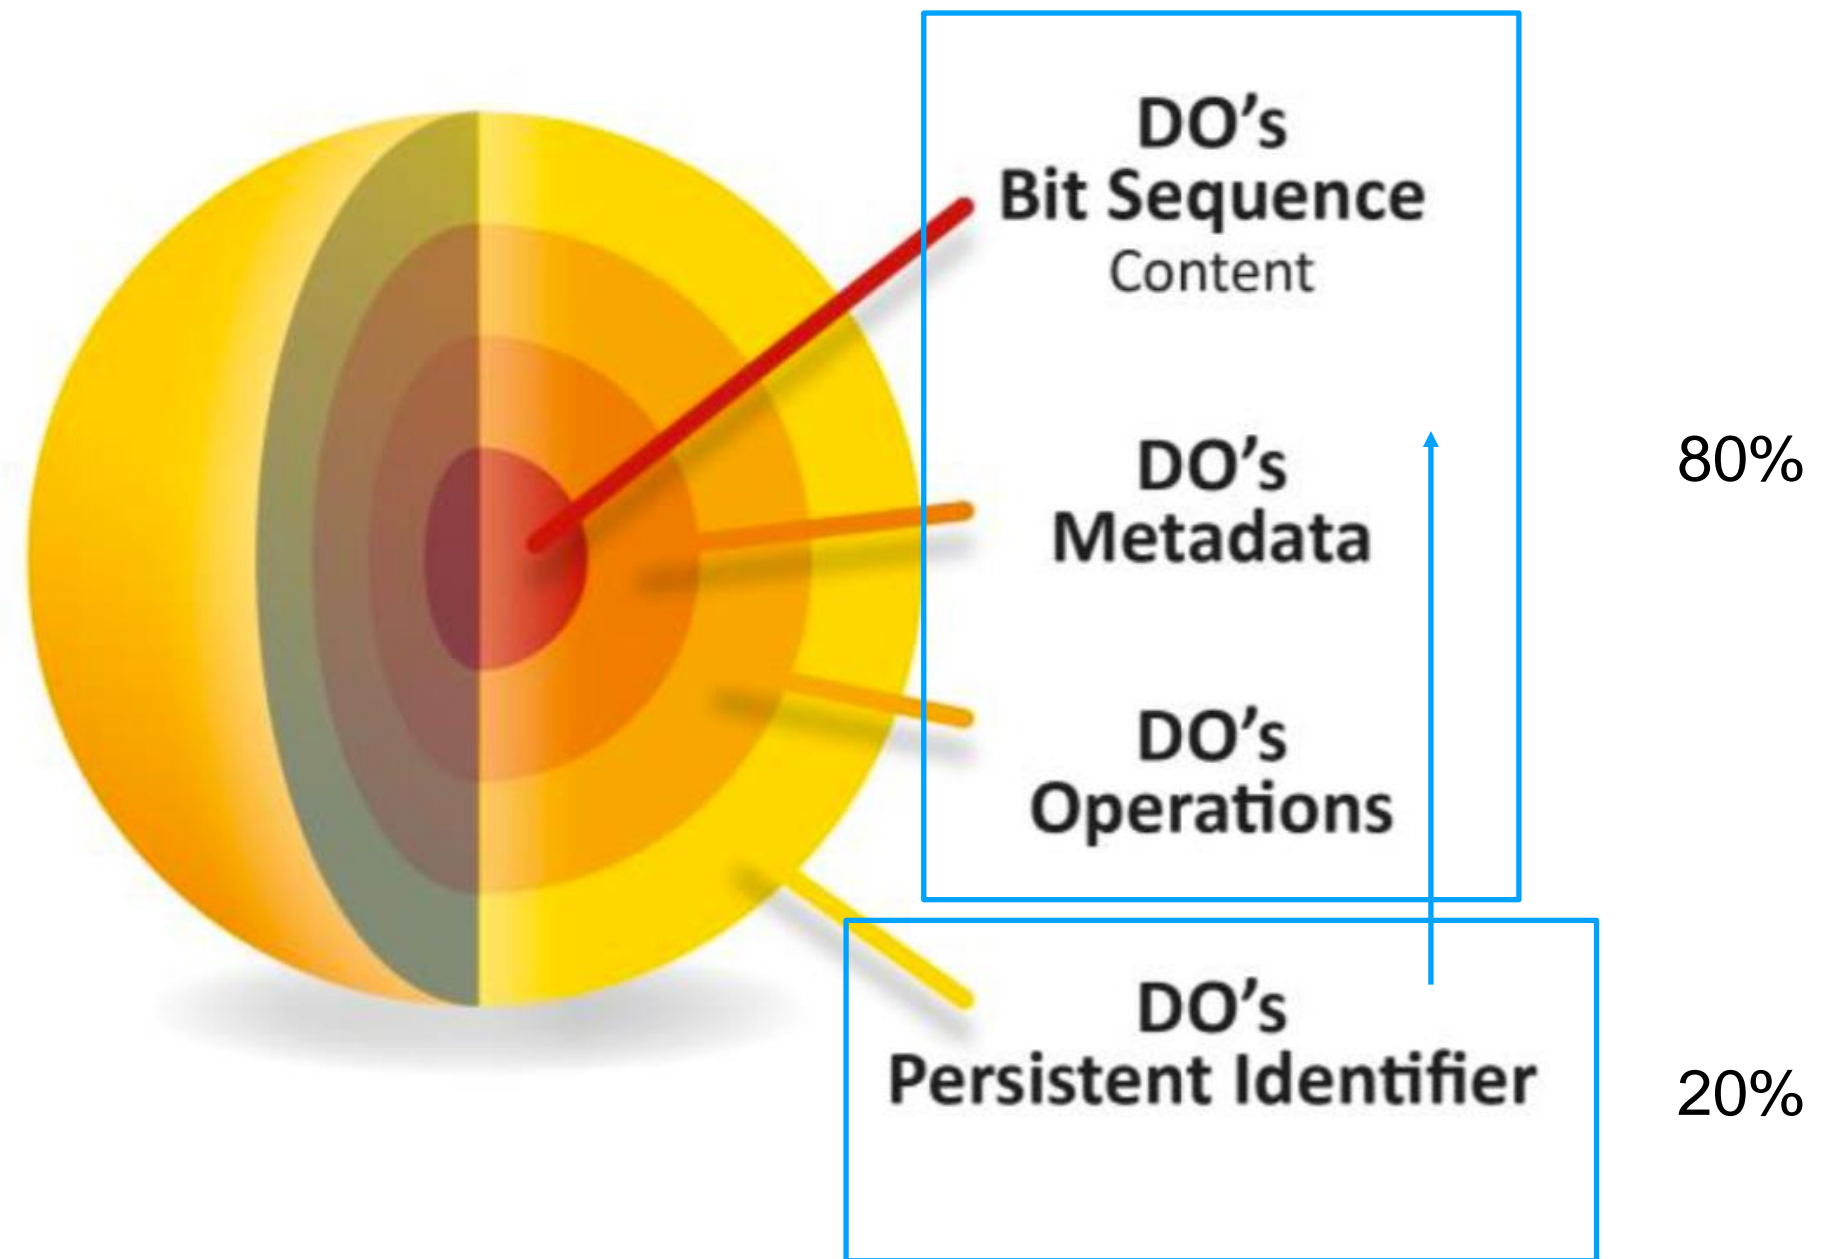 DO’s
Bit Sequence
Content
DO’s
Metadata
80%
DO’s
Operations
DO’s
Persistent Identifier
20%